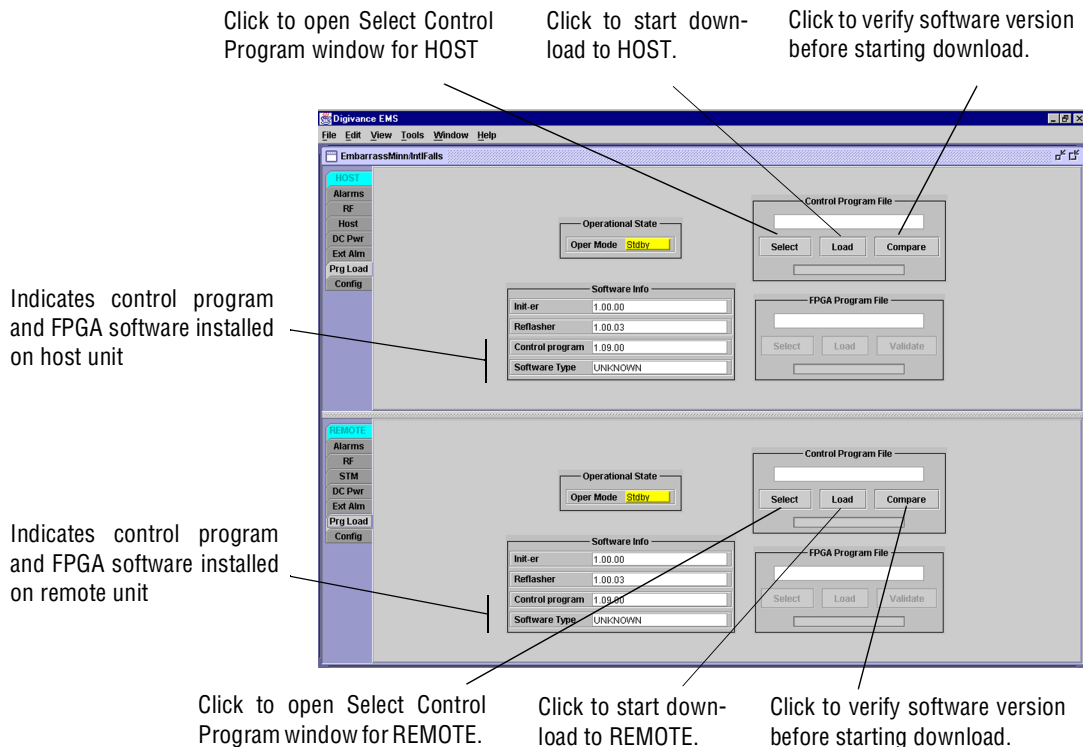 Click to open Select Control
Program window for HOST
Click to start down-
load to HOST.
Click to verify software version
before starting download.
Digivance EMS
File Edit View Tools Window Help
EmbarrassMinn/IntlFalls
HOST
Alarms
RF
Host
DC Pwr
Ext Alm
Prg Load
Config
Operational State
Oper Mode Stdby
Control Program File
Select Load Compare
Software Info
Init-er 1.00.00
Reflasher 1.00.03
Control program 1.09.00
Software Type UNKNOWN
FPGA Program File
Select Load Validate
Indicates control program
and FPGA software installed
on host unit
REMOTE
Alarms
RF
STM
DC Pwr
Ext Alm
Prg Load
Config
Operational State
Oper Mode Stdby
Control Program File
Select Load Compare
Software Info
Init-er 1.00.00
Reflasher 1.00.03
Control program 1.09.00
Software Type UNKNOWN
FPGA Program File
Select Load Validate
Indicates control program
and FPGA software installed
on remote unit
Click to open Select Control
Program window for REMOTE.
Click to start down-
load to REMOTE.
Click to verify software version
before starting download.